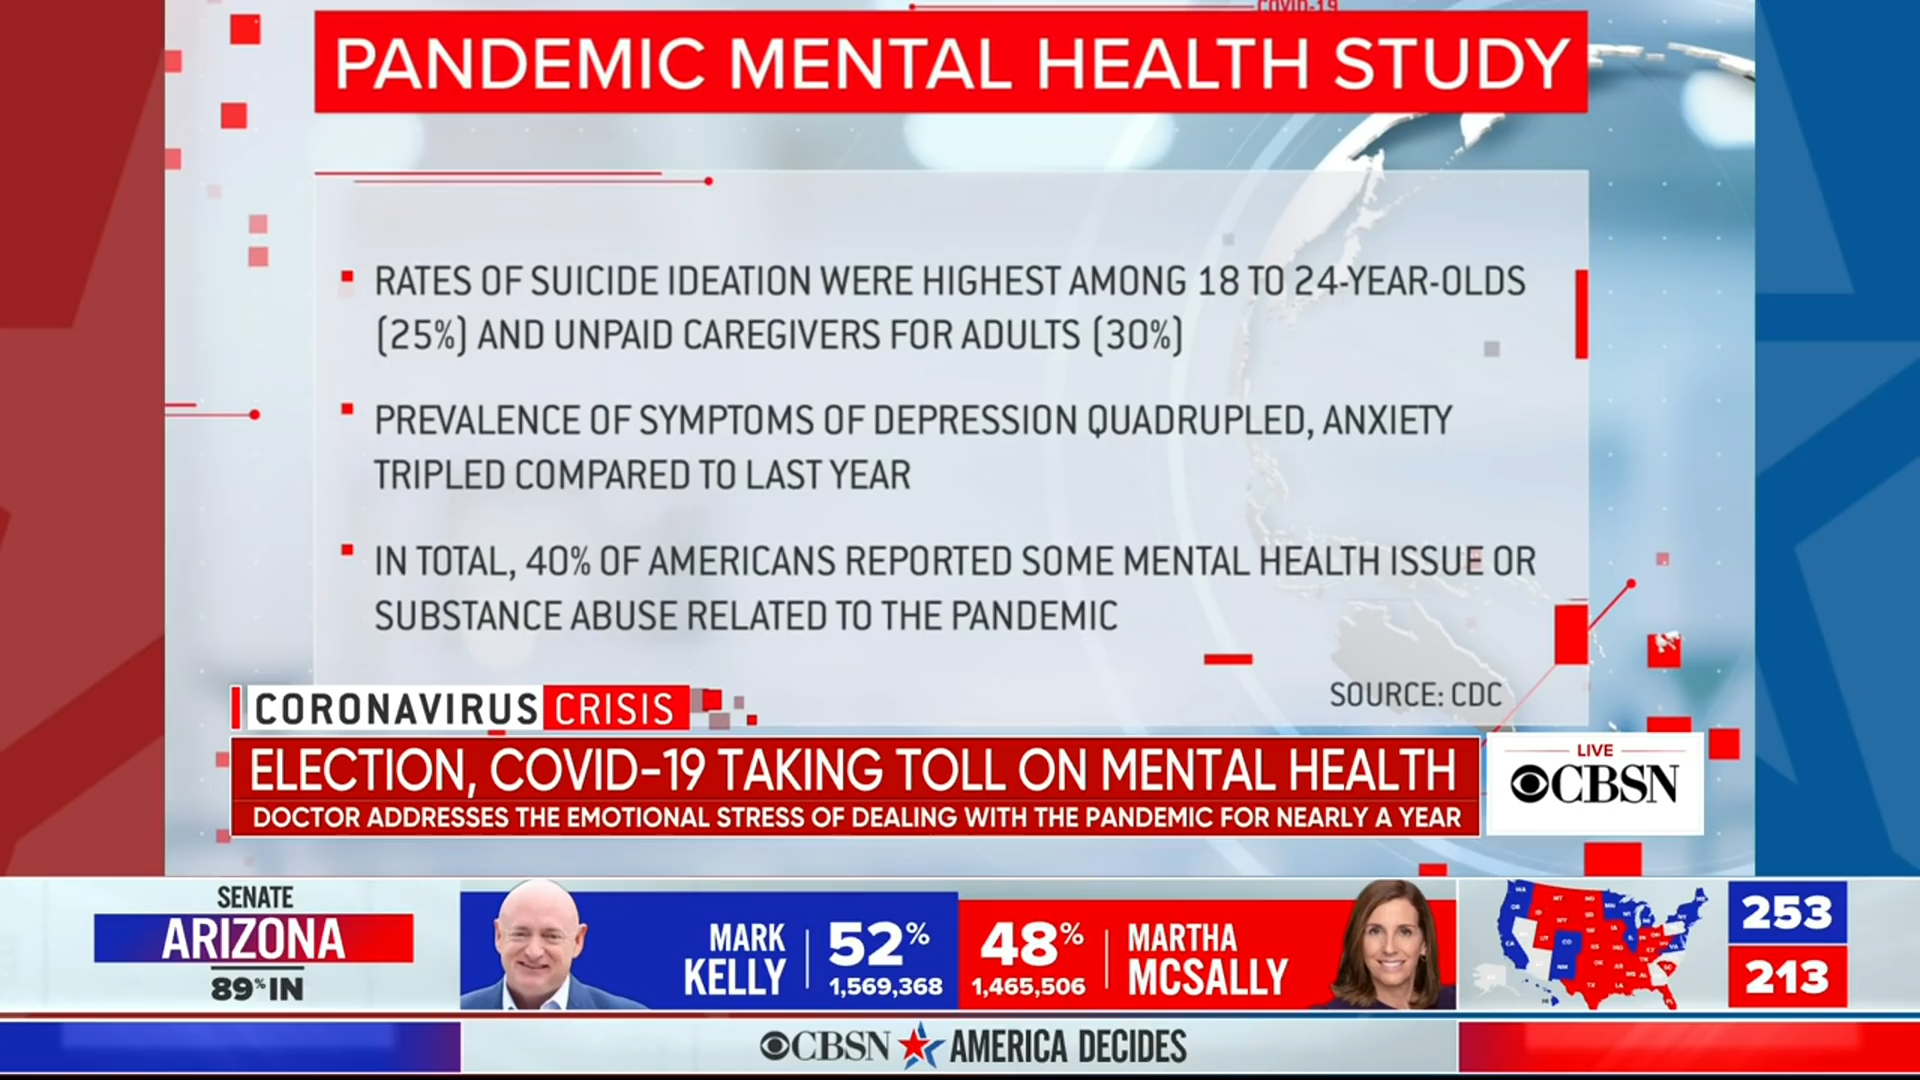 COVID-19
PANDEMIC MENTAL HEALTH STUDY
RATES OF SUICIDE IDEATION WERE HIGHEST AMONG 18 TO 24-YEAR-OLDS
(25%) AND UNPAID CAREGIVERS FOR ADULTS (30%)
PREVALENCE OF SYMPTOMS OF DEPRESSION QUADRUPLED, ANXIETY
TRIPLED COMPARED TO LAST YEAR
IN TOTAL, 40% OF AMERICANS REPORTED SOME MENTAL HEALTH ISSUE OR
SUBSTANCE ABUSE RELATED TO THE PANDEMIC
SOURCE: CDC
CORONAVIRUS CRISIS
ELECTION, COVID-19 TAKING TOLL ON MENTAL HEALTH
DOCTOR ADDRESSES THE EMOTIONAL STRESS OF DEALING WITH THE PANDEMIC FOR NEARLY A YEAR
LIVE
CBSN
SENATE
ARIZONA
89% IN
MARK
KELLY
52%
1,569,368
48%
1,465,506
MARTHA
MCSALLY
253
213
CBSN AMERICA DECIDES